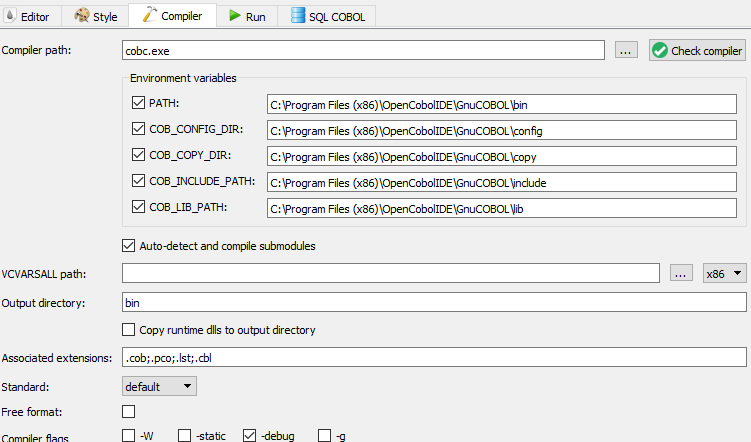 Editor Style Compiler Run SQL COBOL
Compiler path: cobc.exe ... Check compiler
Environment variables
PATH: C:\Program Files (x86)\OpenCobolIDE\GnuCOBOL\bin
COB_CONFIG_DIR: C:\Program Files (x86)\OpenCobolIDE\GnuCOBOL\config
COB_COPY_DIR: C:\Program Files (x86)\OpenCobolIDE\GnuCOBOL\copy
COB_INCLUDE_PATH: C:\Program Files (x86)\OpenCobolIDE\GnuCOBOL\include
COB_LIB_PATH: C:\Program Files (x86)\OpenCobolIDE\GnuCOBOL\lib
Auto-detect and compile submodules
VCVARSALL path: ... x86
Output directory: bin
Copy runtime dlls to output directory
Associated extensions: .cob;.pco;.lst;.cbl
Standard: default
Free format:
Compiler flags -W -static -debug -g